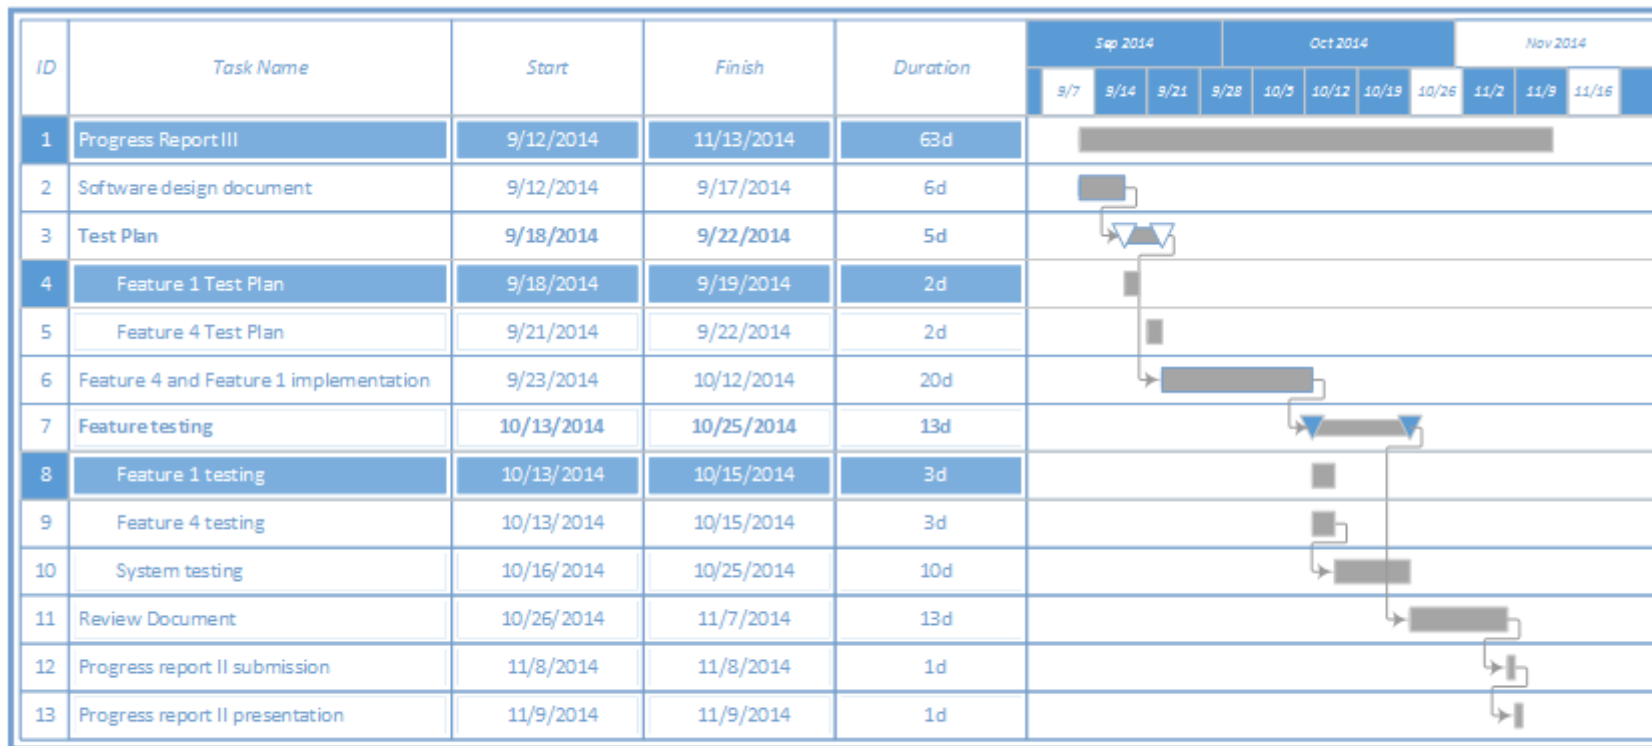 ID Task Name Start Finish Duration Sep 2014 Oct 2014 Nov 2014
9/7 9/14 9/21 9/28 10/5 10/12 10/19 10/26 11/2 11/9 11/16
1 Progress Report III 9/12/2014 11/13/2014 63d
2 Software design document 9/12/2014 9/17/2014 6d
3 Test Plan 9/18/2014 9/22/2014 5d
4 Feature 1 Test Plan 9/18/2014 9/19/2014 2d
5 Feature 4 Test Plan 9/21/2014 9/22/2014 2d
6 Feature 4 and Feature 1 implementation 9/23/2014 10/12/2014 20d
7 Feature testing 10/13/2014 10/25/2014 13d
8 Feature 1 testing 10/13/2014 10/15/2014 3d
9 Feature 4 testing 10/13/2014 10/15/2014 3d
10 System testing 10/16/2014 10/25/2014 10d
11 Review Document 10/26/2014 11/7/2014 13d
12 Progress report II submission 11/8/2014 11/8/2014 1d
13 Progress report II presentation 11/9/2014 11/9/2014 1d